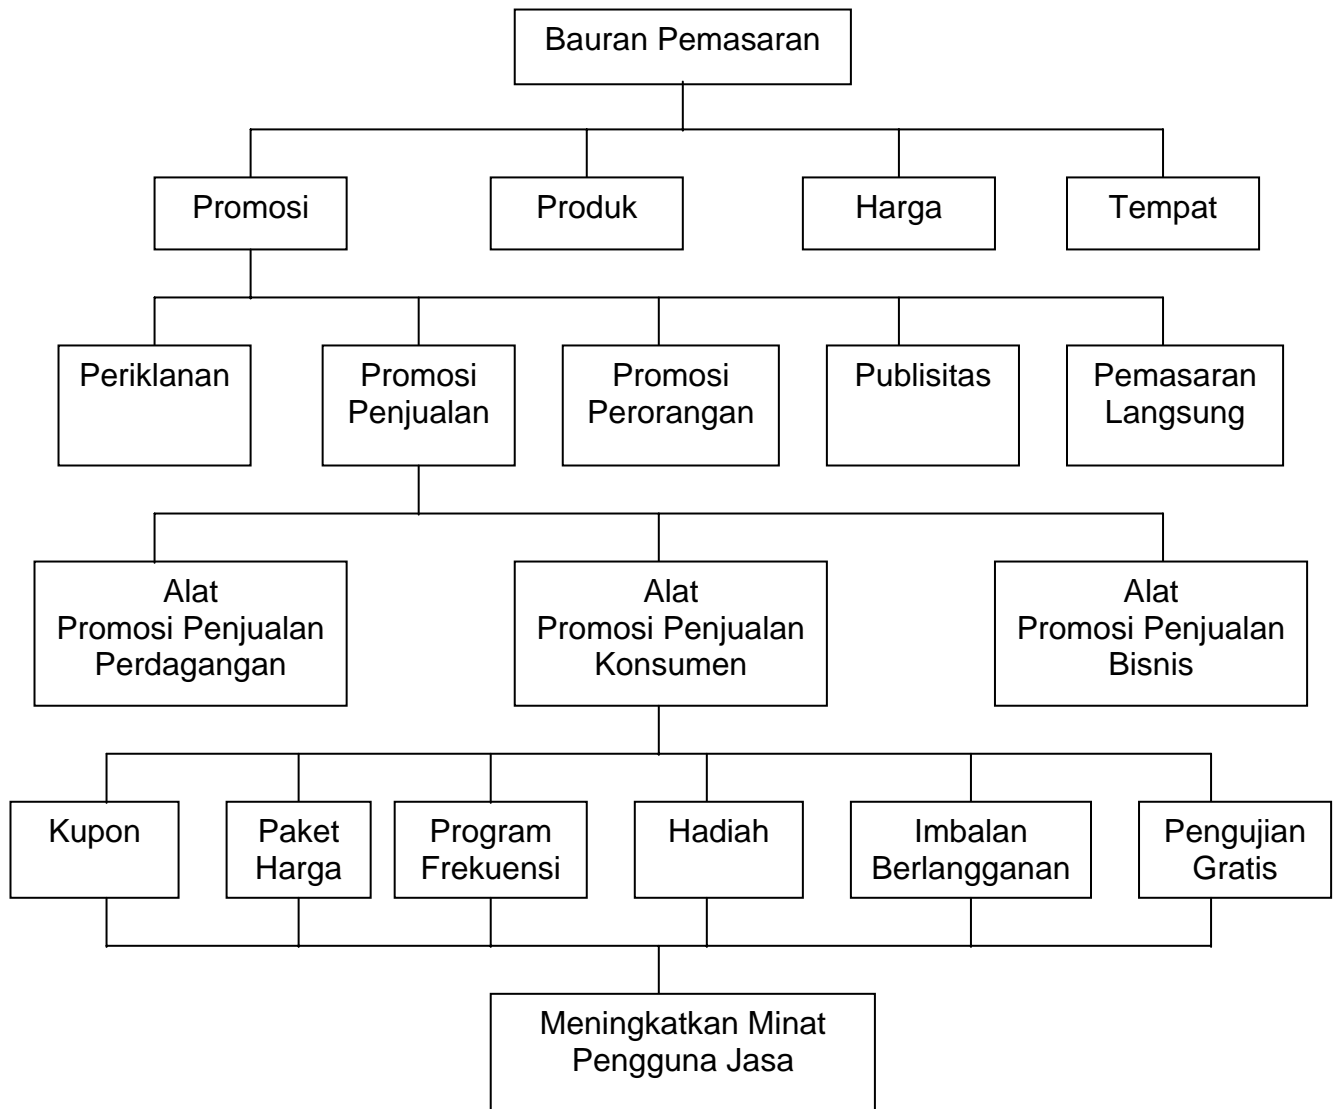 Bauran Pemasaran
Promosi
Produk
Harga
Tempat
Periklanan
Promosi
Penjualan
Promosi
Perorangan
Publisitas
Pemasaran
Langsung
Alat
Promosi Penjualan
Perdagangan
Alat
Promosi Penjualan
Konsumen
Alat
Promosi Penjualan
Bisnis
Kupon
Paket
Harga
Program
Frekuensi
Hadiah
Imbalan
Berlangganan
Pengujian
Gratis
Meningkatkan Minat
Pengguna Jasa